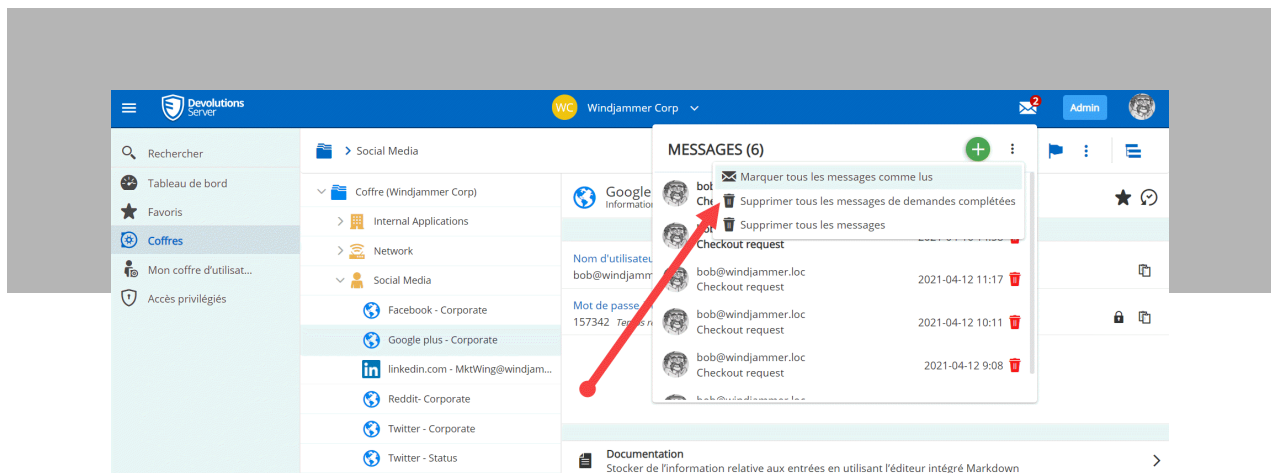 Devolutions
Server
WC
Windjammer Corp
2
Admin
Rechercher
Tableau de bord
Favoris
Coffres
Mon coffre d'utilisat...
Accès privilégiés
Social Media
Coffre (Windjammer Corp)
Internal Applications
Network
Social Media
Facebook - Corporate
Google plus - Corporate
linkedin.com - MktWing@windjam...
Reddit- Corporate
Twitter - Corporate
Twitter - Status
Google
Information
Nom d'utilisateu
bob@windjamm
Mot de passe
157342
MESSAGES (6)
Marquer tous les messages comme lus
Supprimer tous les messages de demandes complétées
Supprimer tous les messages
Checkout request
bob@windjammer.loc
Checkout request
2021-04-12 11:17
bob@windjammer.loc
Checkout request
2021-04-12 10:11
bob@windjammer.loc
Checkout request
2021-04-12 9:08
Documentation
Stocker de l'information relative aux entrées en utilisant l'éditeur intégré Markdown